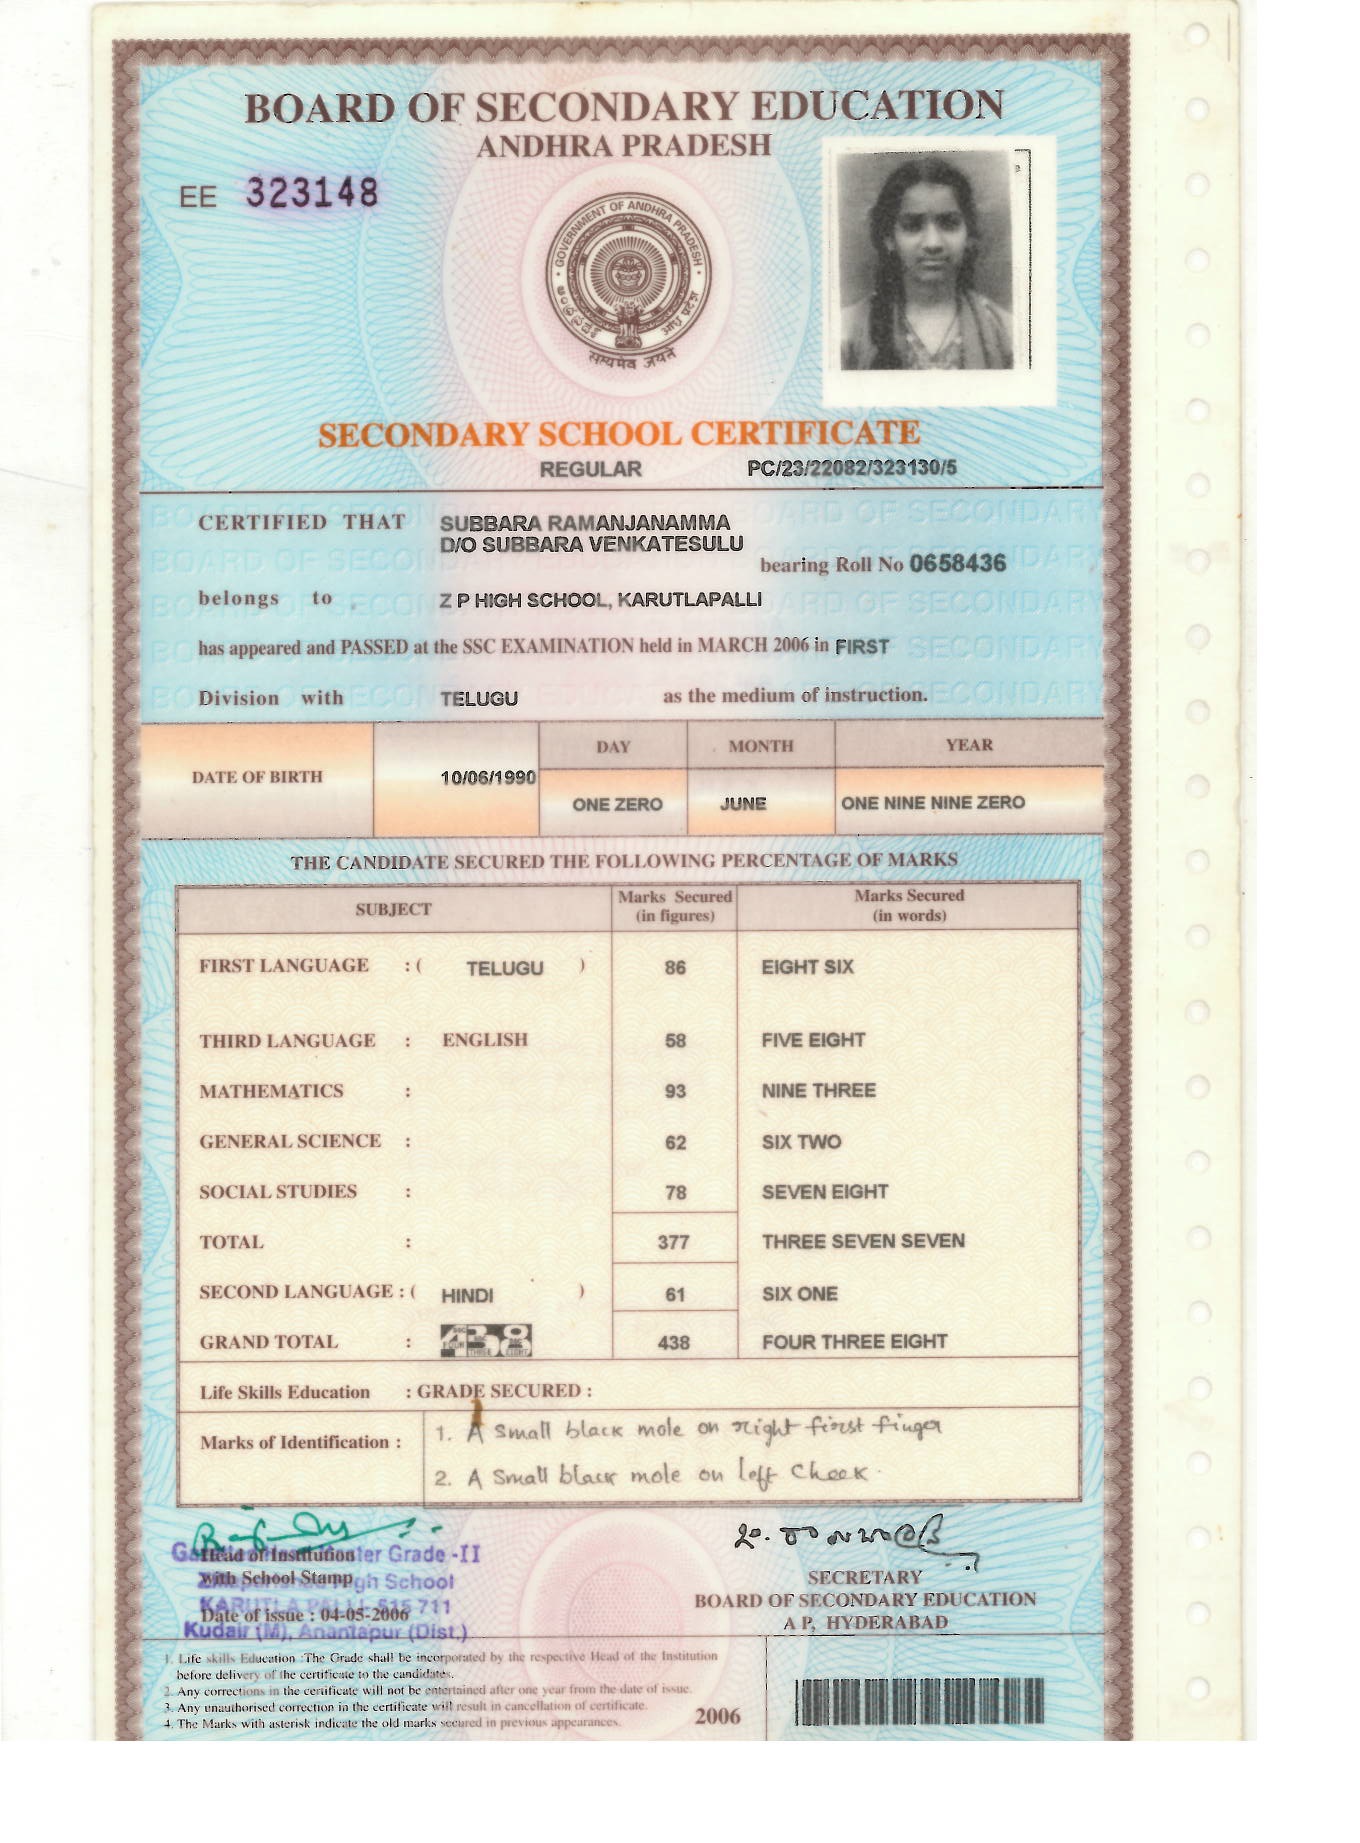 BOARD OF SECONDARY EDUCATION
ANDHRA PRADESH
EE 323148
GOVERNMENT OF ANDHRA PRADESH
सत्यमेव जयते
SECONDARY SCHOOL CERTIFICATE
REGULAR PC/23/22082/323130/5
CERTIFIED THAT SUBBARA RAMANJANAMMA
D/O SUBBARA VENKATESULU
bearing Roll No 0658436
belongs to Z P HIGH SCHOOL, KARUTLAPALLI
has appeared and PASSED at the SSC EXAMINATION held in MARCH 2006 in FIRST
Division with TELUGU as the medium of instruction.
DAY MONTH YEAR
DATE OF BIRTH 10/06/1990
ONE ZERO JUNE ONE NINE NINE ZERO
THE CANDIDATE SECURED THE FOLLOWING PERCENTAGE OF MARKS
SUBJECT Marks Secured (in figures) Marks Secured (in words)
FIRST LANGUAGE : ( TELUGU ) 86 EIGHT SIX
THIRD LANGUAGE : ENGLISH 58 FIVE EIGHT
MATHEMATICS : 93 NINE THREE
GENERAL SCIENCE : 62 SIX TWO
SOCIAL STUDIES : 78 SEVEN EIGHT
TOTAL : 377 THREE SEVEN SEVEN
SECOND LANGUAGE : ( HINDI ) 61 SIX ONE
GRAND TOTAL : 438 438 FOUR THREE EIGHT
Life Skills Education : GRADE SECURED :
Marks of Identification :
1. A Small black mole on right first finger
2. A Small black mole on left Cheek.
Head of Institution Grade -II
with School Stamp High School
KARUTLA PALLI-515 711
Date of issue : 04-05-2006
Kudair (M), Anantapur (Dist.)
SECRETARY
BOARD OF SECONDARY EDUCATION
A P, HYDERABAD
1. Life skills Education :The Grade shall be incorporated by the respective Head of the Institution
before delivery of the certificate to the candidates.
2. Any corrections in the certificate will not be entertained after one year from the date of issue.
3. Any unauthorised correction in the certificate will result in cancellation of certificate.
4. The Marks with asterisk indicate the old marks secured in previous appearances.
2006